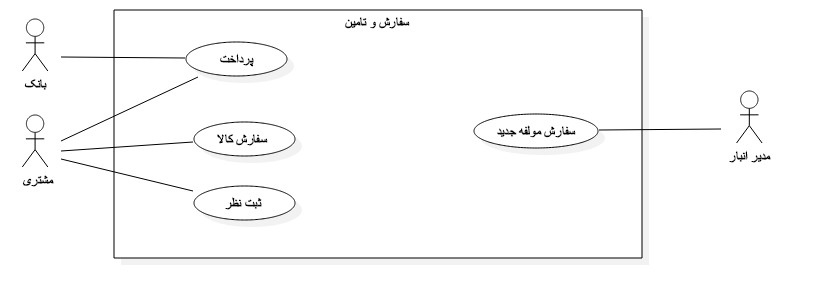 سفارش و تامین
پرداخت
بانک
سفارش کالا
سفارش مولفه جدید
مدیر انبار
مشتری
ثبت نظر